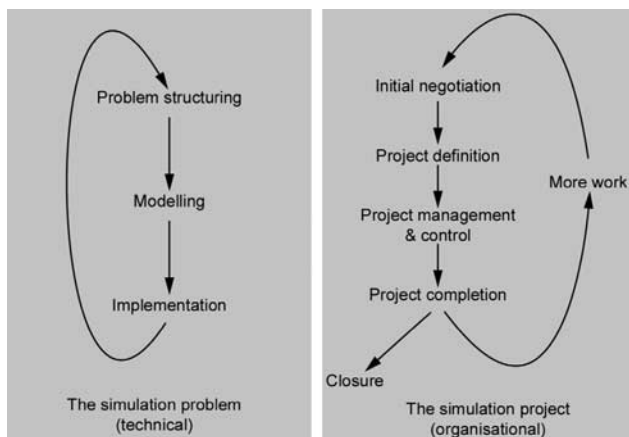 Problem structuring
Modelling
Implementation
The simulation problem
(technical)
Initial negotiation
Project definition
More work
Project management
& control
Project completion
Closure
The simulation project
(organisational)